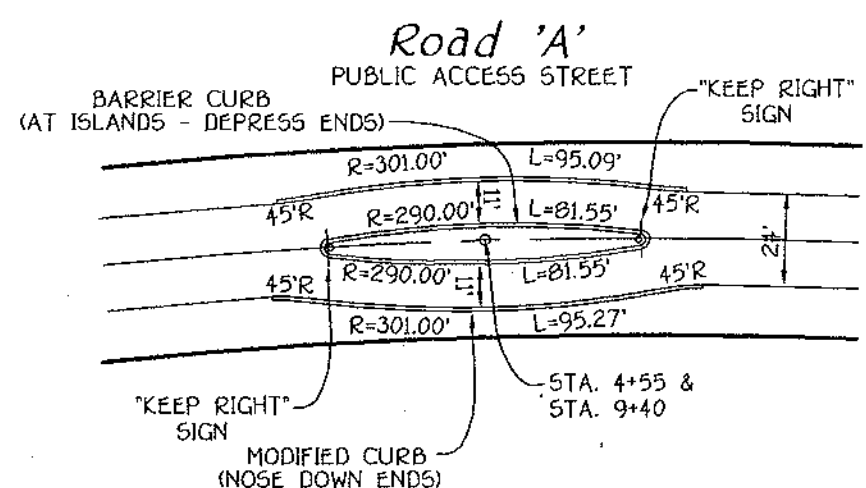 Road 'A'
PUBLIC ACCESS STREET
BARRIER CURB
(AT ISLANDS - DEPRESS ENDS)
"KEEP RIGHT"
SIGN
R=301.00' L=95.09'
45'R
11'
45'R
R=290.00' L=81.55'
24'
R=290.00' L=81.55'
45'R
11'
45'R
R=301.00' L=95.27'
STA. 4+55 &
STA. 9+40
"KEEP RIGHT"
SIGN
MODIFIED CURB
(NOSE DOWN ENDS)